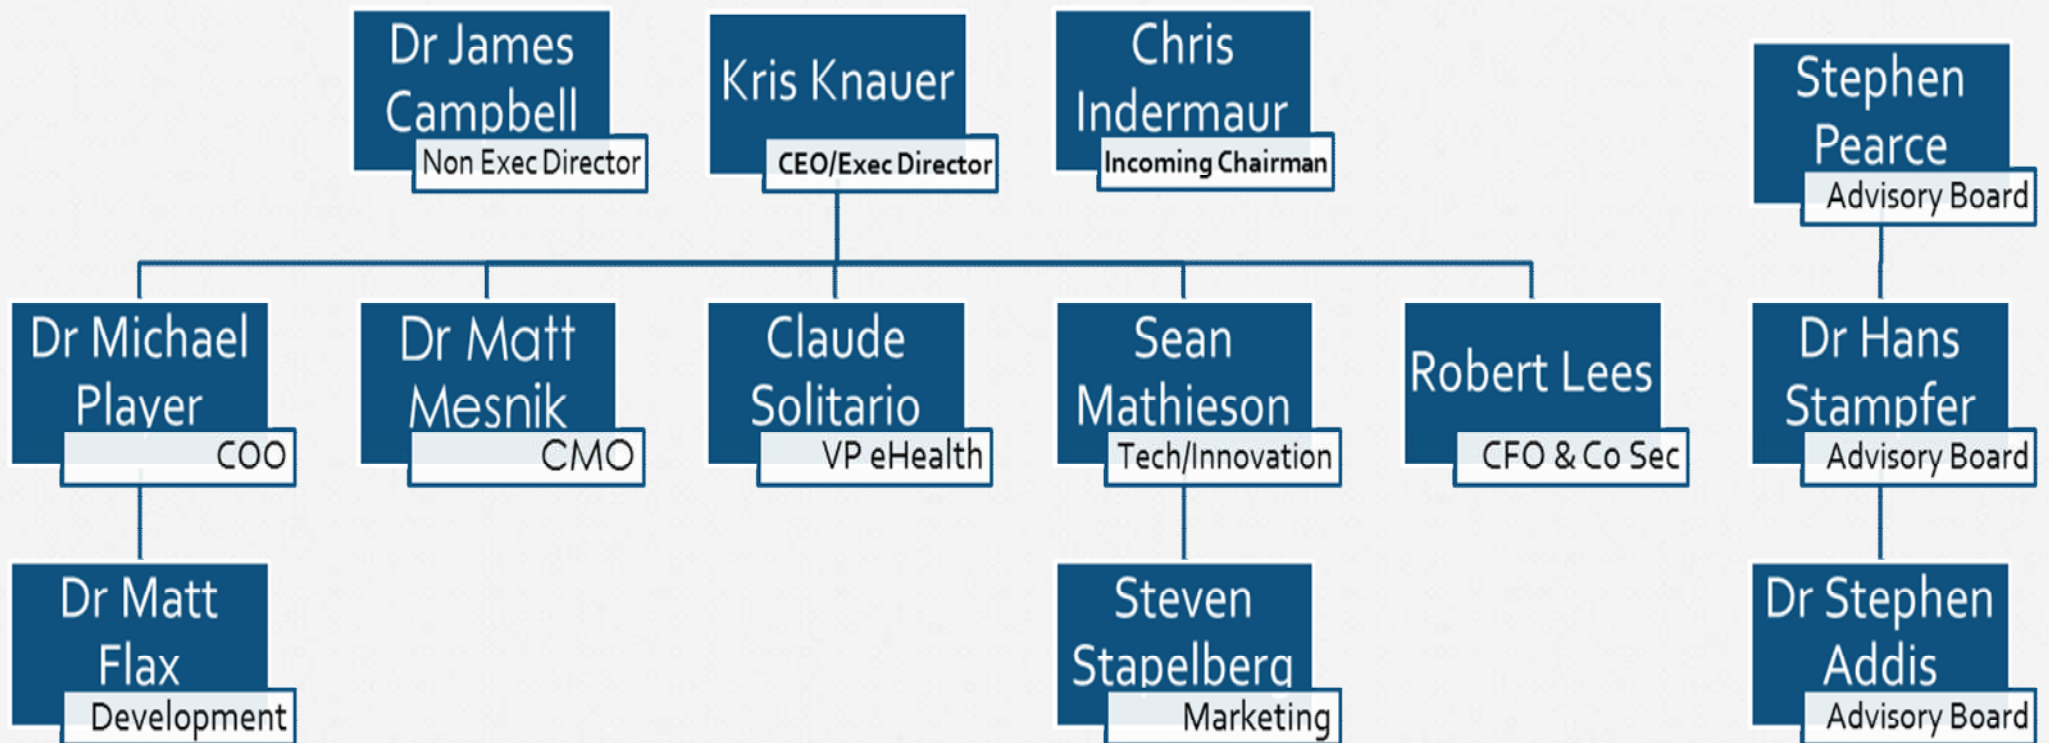 Dr James
Campbell
Non Exec Director
Kris Knauer
CEO/Exec Director
Chris
Indermaur
Incoming Chairman
Stephen
Pearce
Advisory Board
Dr Michael
Player
COO
Dr Matt
Mesnik
CMO
Claude
Solitario
VP eHealth
Sean
Mathieson
Tech/Innovation
Robert Lees
CFO & Co Sec
Dr Hans
Stampfer
Advisory Board
Dr Matt
Flax
Development
Steven
Stapelberg
Marketing
Dr Stephen
Addis
Advisory Board